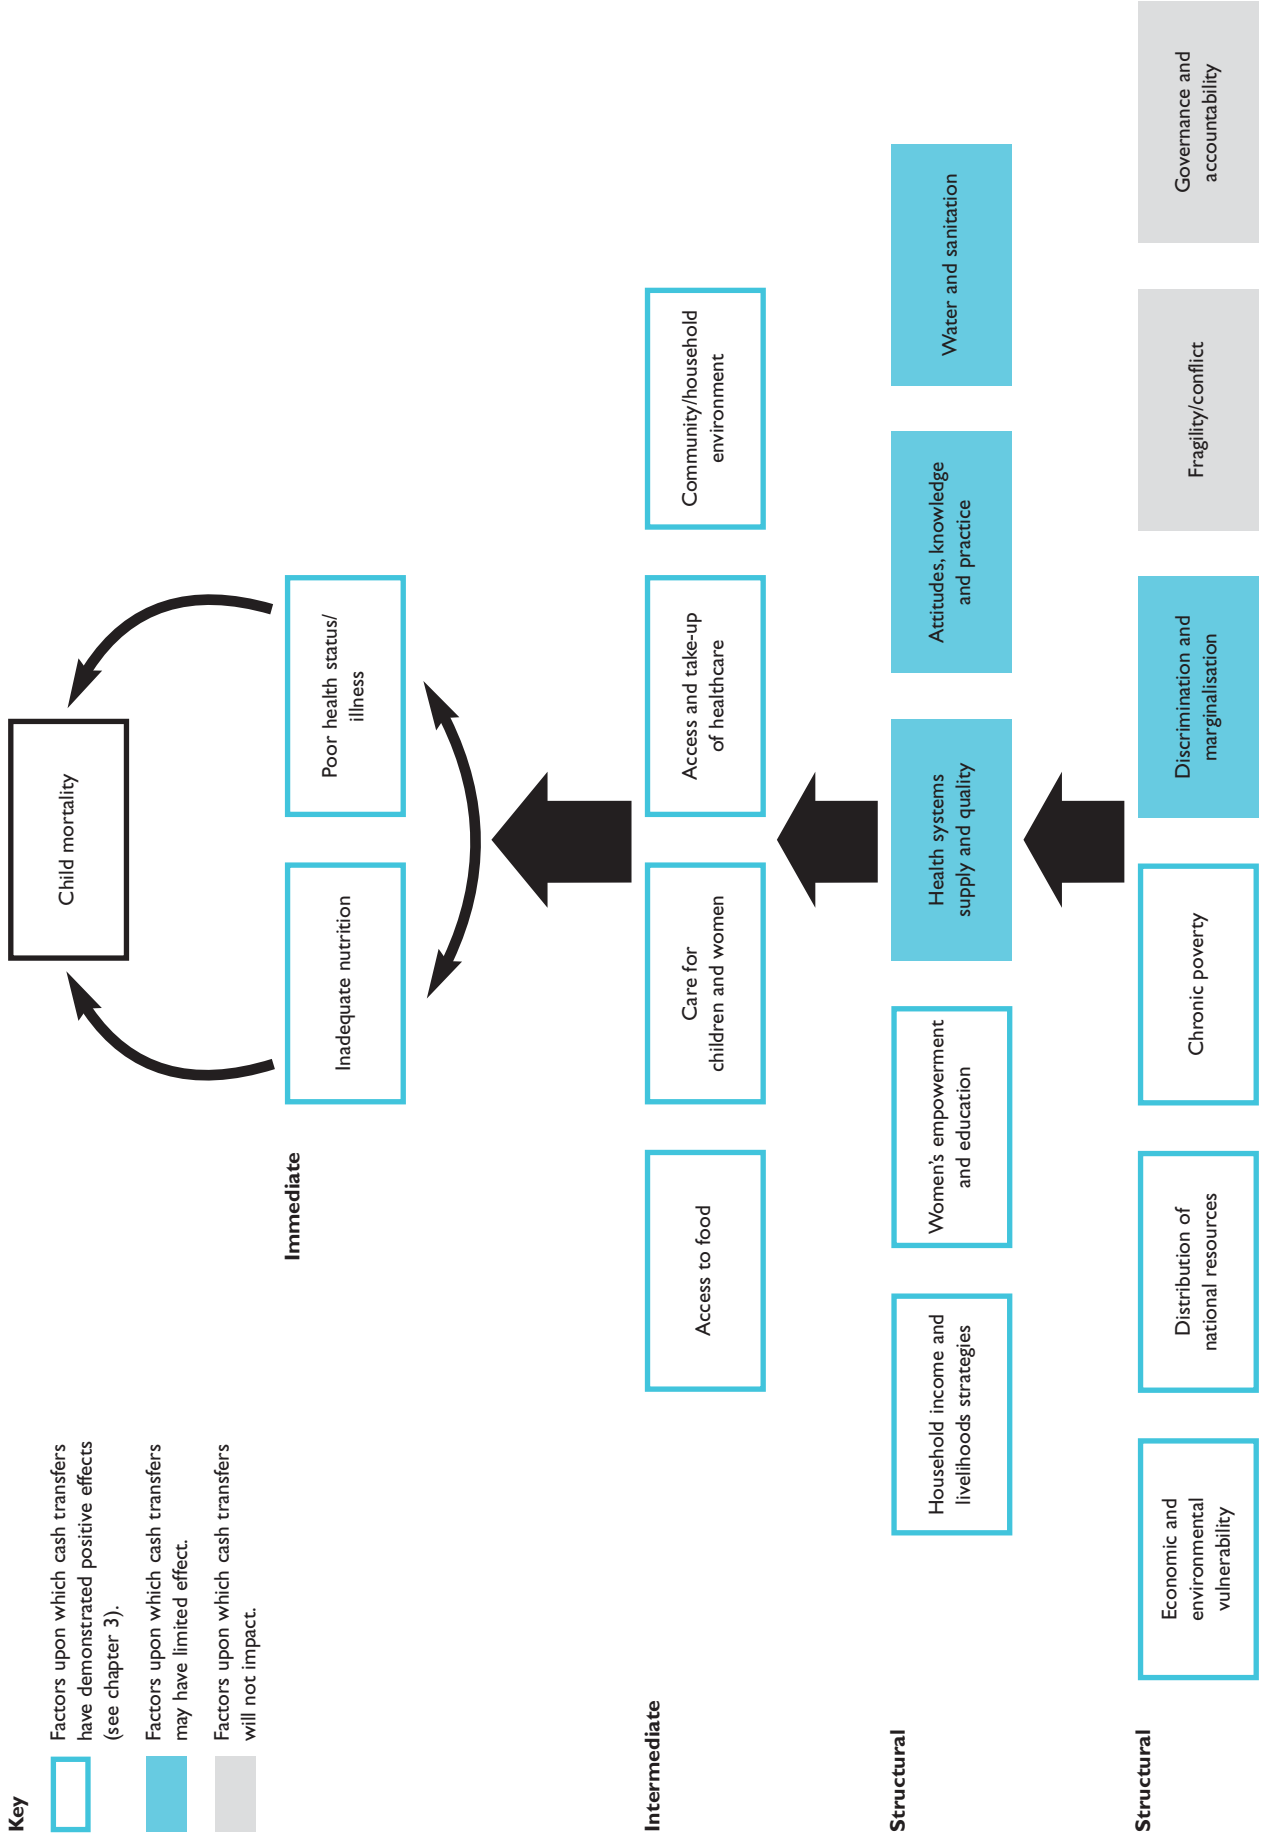 Key
Factors upon which cash transfers
have demonstrated positive effects
(see chapter 3).
Factors upon which cash transfers
may have limited effect.
Factors upon which cash transfers
will not impact.
Child mortality
Immediate
Inadequate nutrition
Poor health status/
illness
Intermediate
Access to food
Care for
children and women
Access and take-up
of healthcare
Community/household
environment
Structural
Household income and
livelihoods strategies
Women’s empowerment
and education
Health systems
supply and quality
Attitudes, knowledge
and practice
Water and sanitation
Structural
Economic and
environmental
vulnerability
Distribution of
national resources
Chronic poverty
Discrimination and
marginalisation
Fragility/conflict
Governance and
accountability